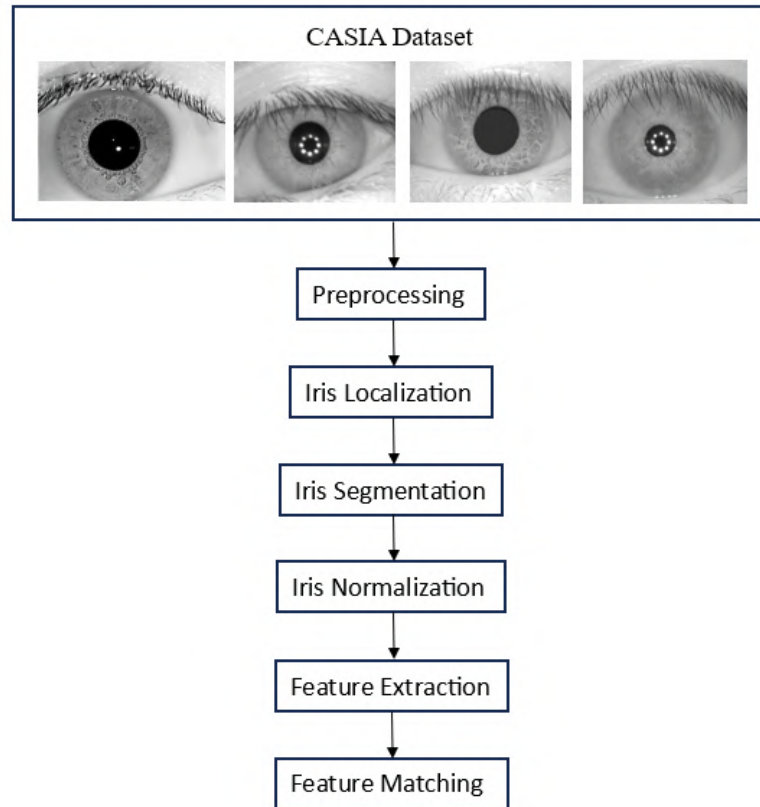 CASIA Dataset
Preprocessing
Iris Localization
Iris Segmentation
Iris Normalization
Feature Extraction
Feature Matching